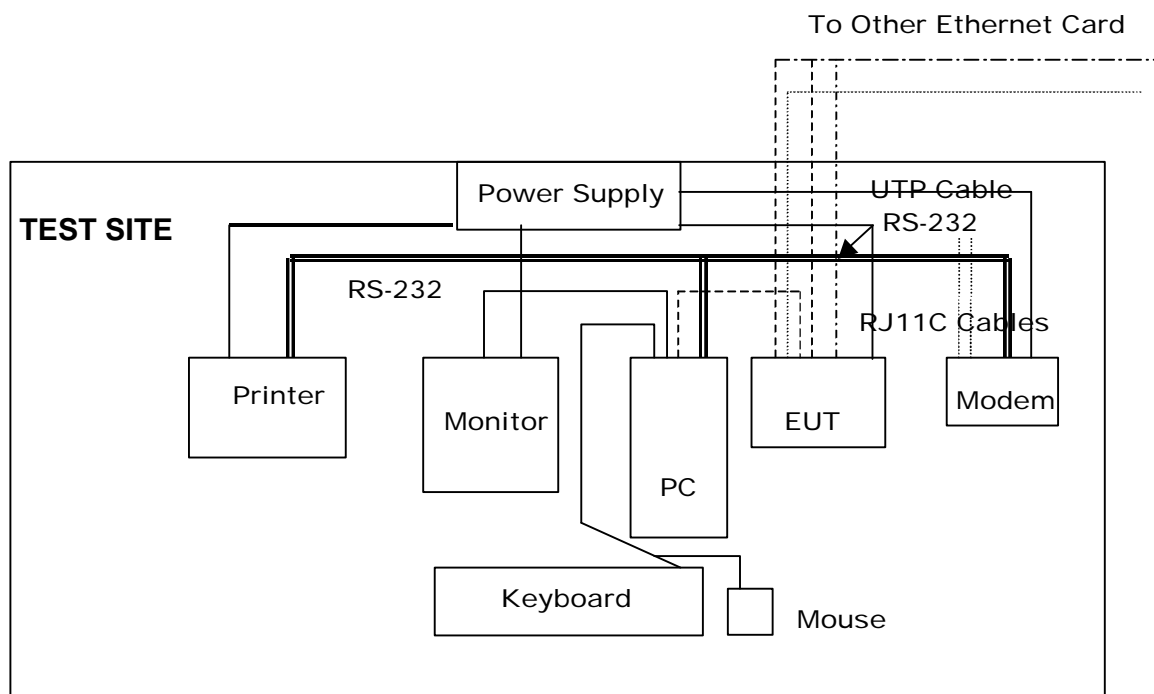 To Other Ethernet Card
Power Supply
UTP Cable
TEST SITE
RS-232
RS-232
RJ11C Cables
Printer
Monitor
EUT
Modem
PC
Keyboard
Mouse